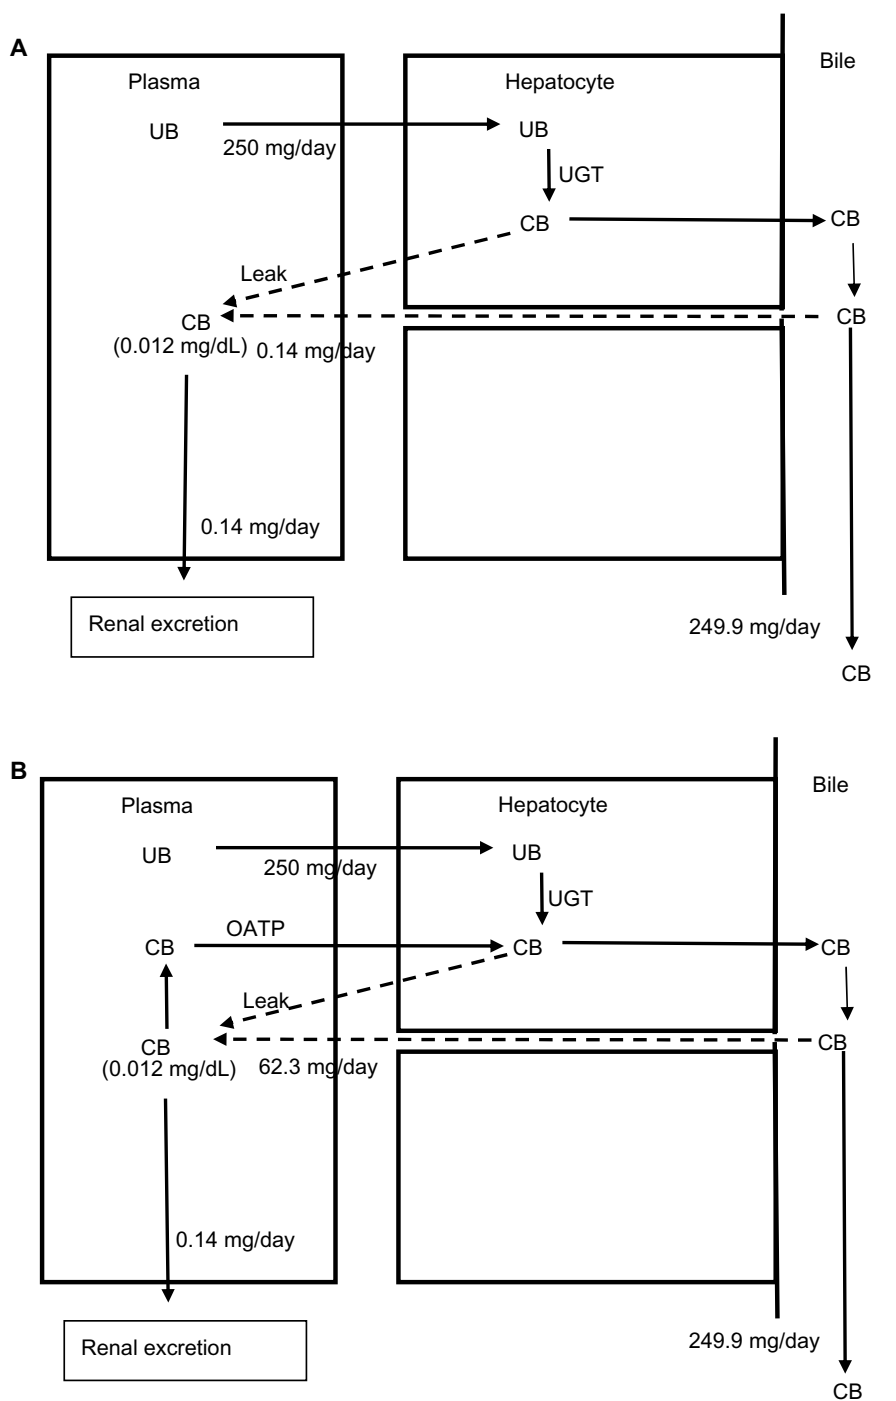 A
Plasma
Hepatocyte
Bile
UB
250 mg/day
UB
UGT
CB
CB
Leak
CB
CB
(0.012 mg/dL)
0.14 mg/day
0.14 mg/day
Renal excretion
249.9 mg/day
CB
B
Plasma
Hepatocyte
Bile
UB
250 mg/day
UB
UGT
CB
OATP
CB
CB
Leak
CB
CB
(0.012 mg/dL)
62.3 mg/day
0.14 mg/day
Renal excretion
249.9 mg/day
CB